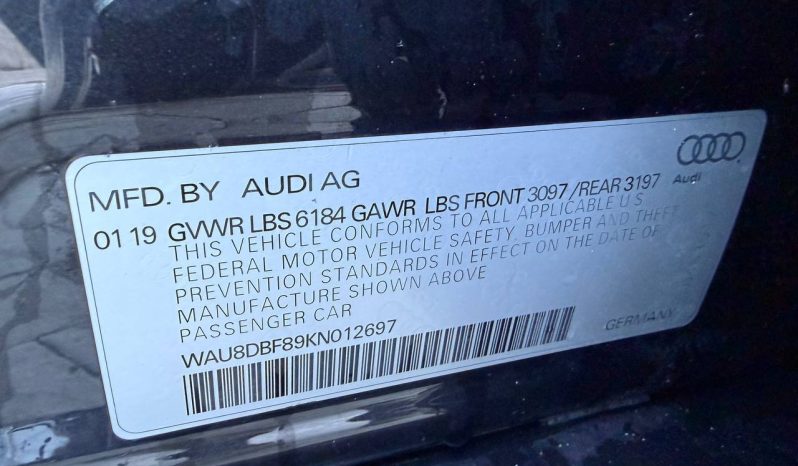 MFD. BY AUDI AG
Audi
01 19 GVWR LBS 6184 GAWR LBS FRONT 3097 /REAR 3197
THIS VEHICLE CONFORMS TO ALL APPLICABLE U S
FEDERAL MOTOR VEHICLE SAFETY, BUMPER AND THEFT
PREVENTION STANDARDS IN EFFECT ON THE DATE OF
MANUFACTURE SHOWN ABOVE
PASSENGER CAR
WAU8DBF89KN012697
GERMANY